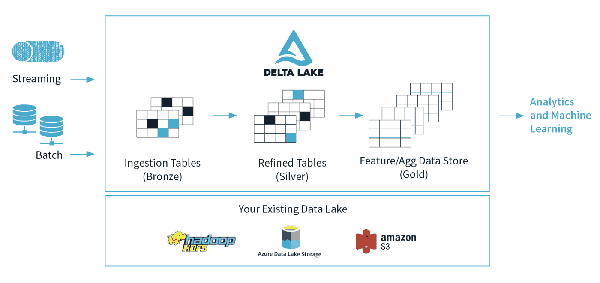 Streaming
Batch
DELTA LAKE
Ingestion Tables
(Bronze)
Refined Tables
(Silver)
Feature/Agg Data Store
(Gold)
Analytics
and Machine
Learning
Your Existing Data Lake
hadoop
HDFS
Azure Data Lake Storage
amazon
S3